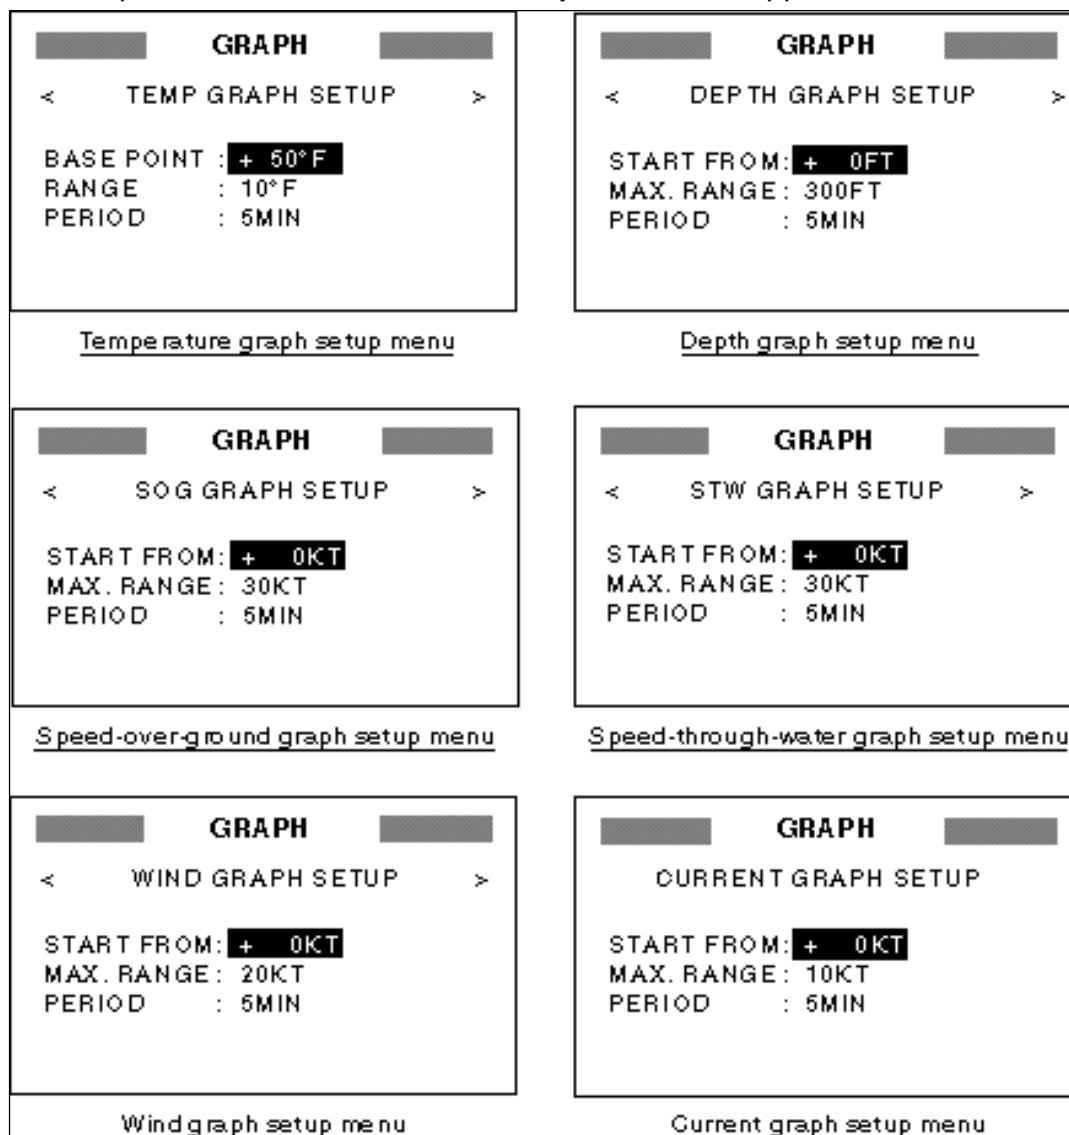 GRAPH
< TEMP GRAPH SETUP >
BASE POINT : + 50°F
RANGE : 10°F
PERIOD : 5MIN
Temperature graph setup menu
GRAPH
< DEPTH GRAPH SETUP >
START FROM: + 0FT
MAX. RANGE: 300FT
PERIOD : 5MIN
Depth graph setup menu
GRAPH
< SOG GRAPH SETUP >
START FROM: + 0KT
MAX. RANGE: 30KT
PERIOD : 5MIN
Speed-over-ground graph setup menu
GRAPH
< STW GRAPH SETUP >
START FROM: + 0KT
MAX. RANGE: 30KT
PERIOD : 5MIN
Speed-through-water graph setup menu
GRAPH
< WIND GRAPH SETUP >
START FROM: + 0KT
MAX. RANGE: 20KT
PERIOD : 5MIN
Wind graph setup menu
GRAPH
CURRENT GRAPH SETUP
START FROM: + 0KT
MAX. RANGE: 10KT
PERIOD : 5MIN
Current graph setup menu